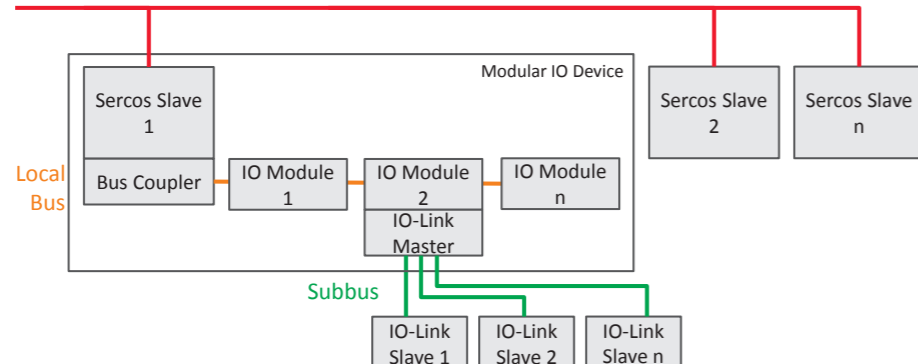 Modular IO Device
Sercos Slave
1
Sercos Slave
2
Sercos Slave
n
Local
Bus
Bus Coupler
IO Module
1
IO Module
2
IO Module
n
IO-Link
Master
Subbus
IO-Link
Slave 1
IO-Link
Slave 2
IO-Link
Slave n